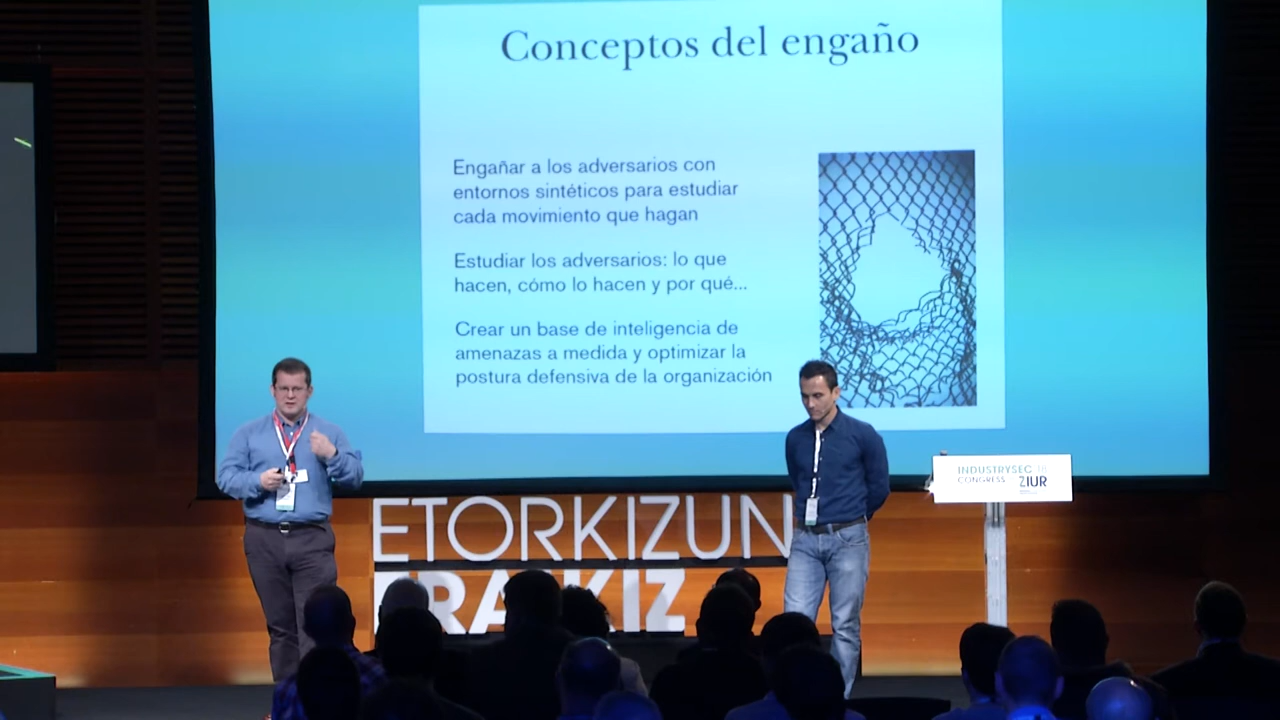 Conceptos del engaño
Engañar a los adversarios con
entornos sintéticos para estudiar
cada movimiento que hagan
Estudiar los adversarios: lo que
hacen, cómo lo hacen y por qué...
Crear un base de inteligencia de
amenazas a medida y optimizar la
postura defensiva de la organización
INDUSTRYSEC
CONGRESS ZIUR
ETORKIZUN
ERAIKIZ